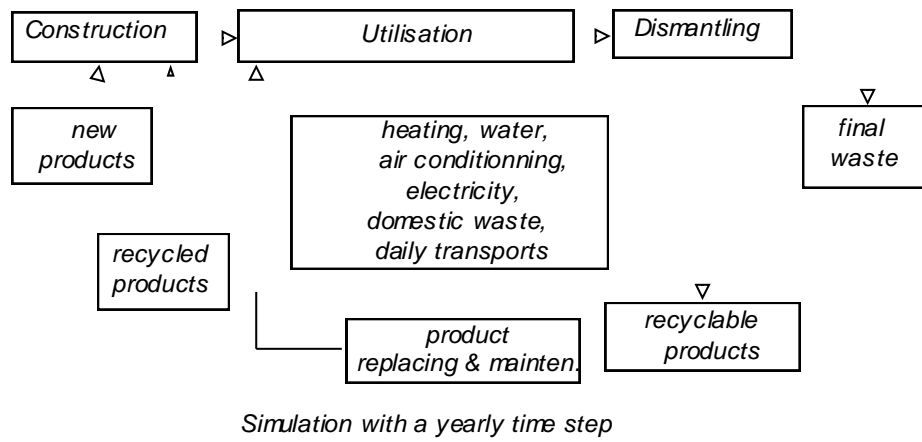 Construction
Utilisation
Dismantling
new
products
heating, water,
air conditionning,
electricity,
domestic waste,
daily transports
final
waste
recycled
products
product
replacing & mainten.
recyclable
products
Simulation with a yearly time step